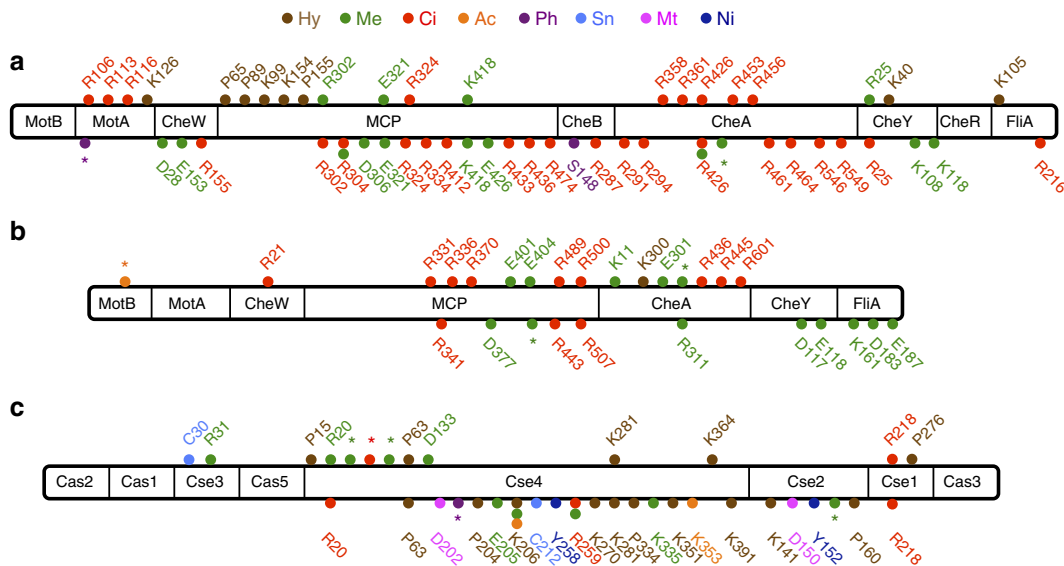 Hy Me Ci Ac Ph Sn Mt Ni
a
R106 R113 R116 K126 P65 P89 K99 K154 P155 R302 E321 R324 K418 R358 R361 R426 R453 R456 R25 K40 K105
MotB MotA CheW MCP CheB CheA CheY CheR FliA
* D28 E153 R155 R302 R304 D306 E321 R324 R334 R412 K418 E426 R433 R436 R474 S148 R287 R291 R294 R426 * R461 R464 R546 R549 R25 K108 K118 R216
b
* R21 R331 R336 R370 E401 E404 R489 R500 K11 K300 E301 * R436 R445 R601
MotB MotA CheW MCP CheA CheY FliA
R341 D377 * R443 R507 R311 D117 E118 K161 D183 E187
c
C30 R31 P15 R20 * * * P63 D133 K281 K364 R218 P276
Cas2 Cas1 Cse3 Cas5 Cse4 Cse2 Cse1 Cas3
R20 P63 D202 * P204 E205 K206 C212 Y258 R259 K270 K281 P334 K335 K351 K353 K391 K141 D150 Y152 * P160 R218